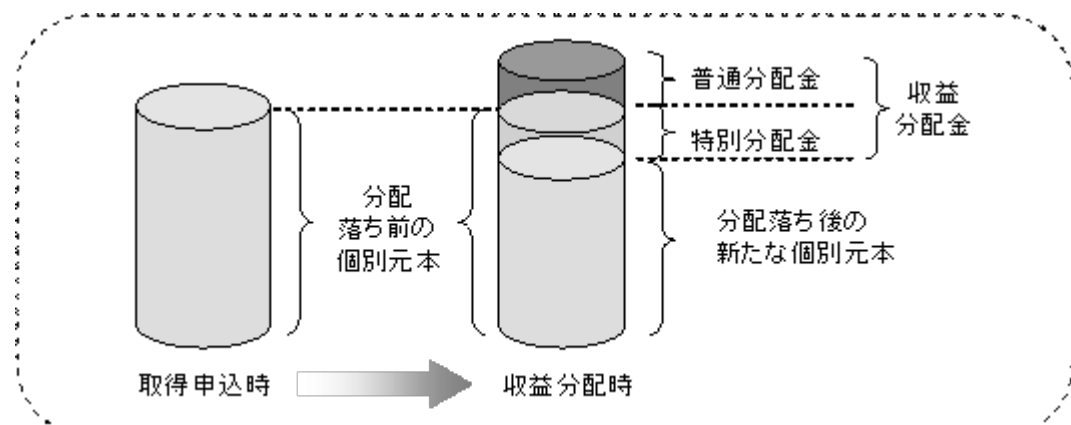 普通分配金
収益
分配金
特別分配金
分配
落ち前の
個別元本
分配落ち後の
新たな個別元本
取得申込時
収益分配時